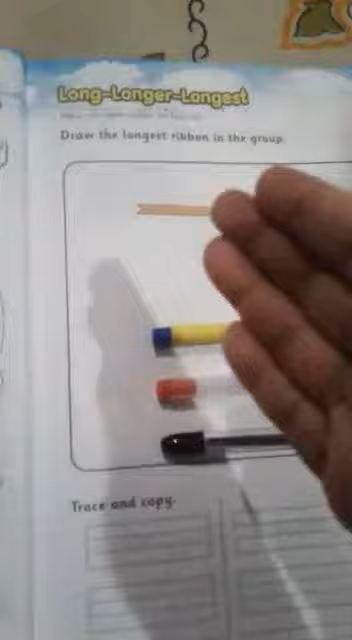 Long-Longer-Longest
Draw the longest ribbon in the group.
Trace and copy.